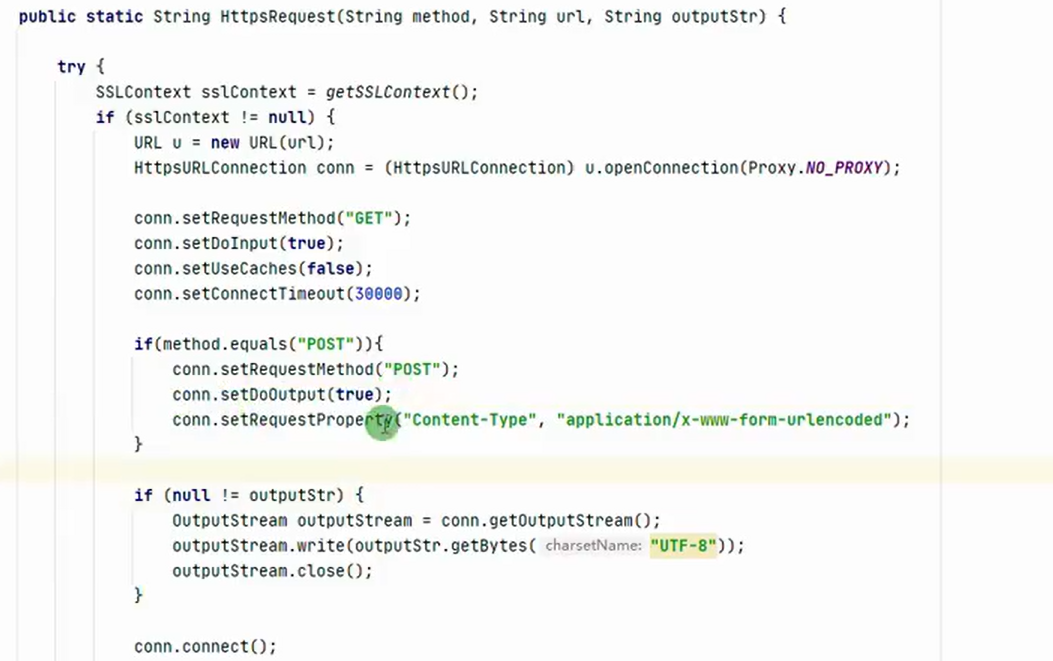 public static String HttpsRequest(String method, String url, String outputStr) {
try {
SSLContext sslContext = getSSLContext();
if (sslContext != null) {
URL u = new URL(url);
HttpsURLConnection conn = (HttpsURLConnection) u.openConnection(Proxy.NO_PROXY);
conn.setRequestMethod("GET");
conn.setDoInput(true);
conn.setUseCaches(false);
conn.setConnectTimeout(30000);
if(method.equals("POST")){
conn.setRequestMethod("POST");
conn.setDoOutput(true);
conn.setRequestProperty("Content-Type", "application/x-www-form-urlencoded");
}
if (null != outputStr) {
OutputStream outputStream = conn.getOutputStream();
outputStream.write(outputStr.getBytes( charsetName: "UTF-8"));
outputStream.close();
}
conn.connect();